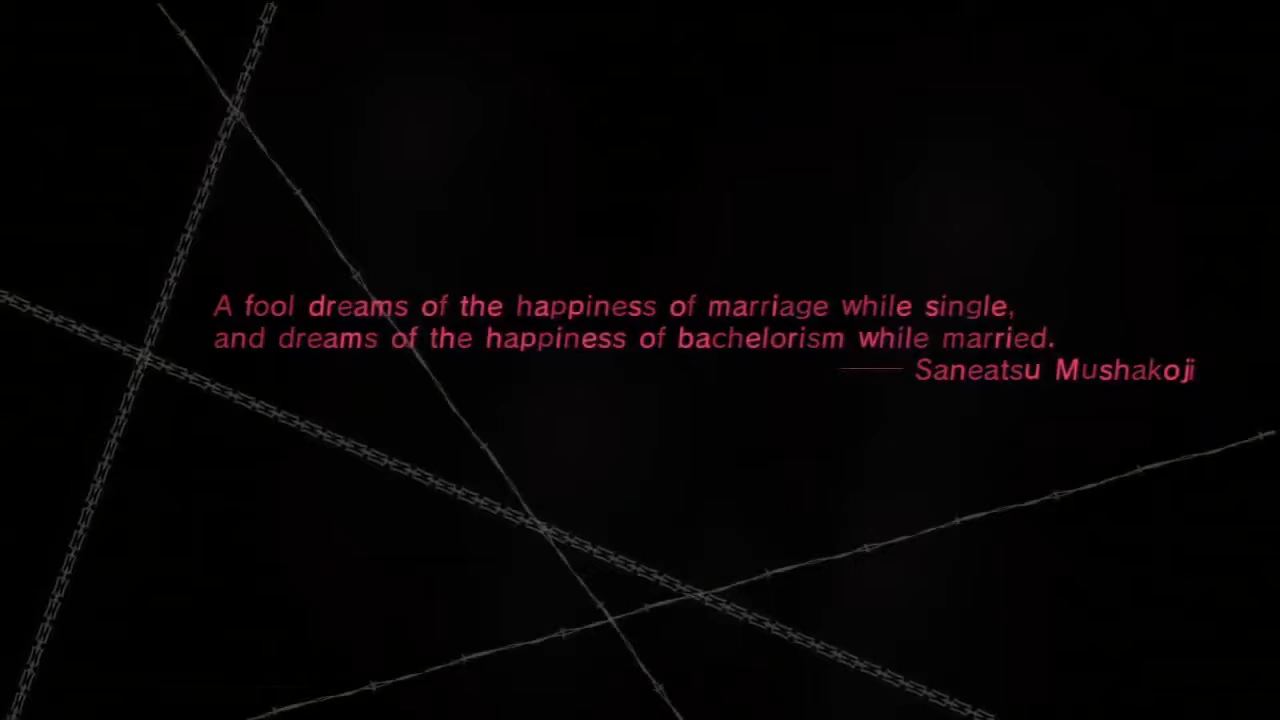 A fool dreams of the happiness of marriage while single,
and dreams of the happiness of bachelorism while married.
—— Saneatsu Mushakoji